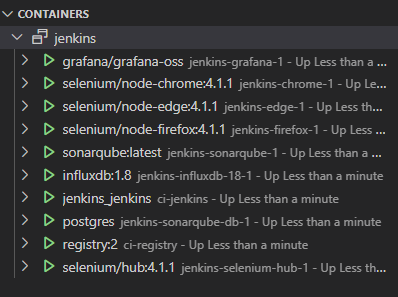 CONTAINERS
jenkins
grafana/grafana-oss jenkins-grafana-1 - Up Less than a ...
selenium/node-chrome:4.1.1 jenkins-chrome-1 - Up Le...
selenium/node-edge:4.1.1 jenkins-edge-1 - Up Less th...
selenium/node-firefox:4.1.1 jenkins-firefox-1 - Up Les...
sonarqube:latest jenkins-sonarqube-1 - Up Less than a ...
influxdb:1.8 jenkins-influxdb-18-1 - Up Less than a minute
jenkins_jenkins ci-jenkins - Up Less than a minute
postgres jenkins-sonarqube-db-1 - Up Less than a minute
registry:2 ci-registry - Up Less than a minute
selenium/hub:4.1.1 jenkins-selenium-hub-1 - Up Less th...